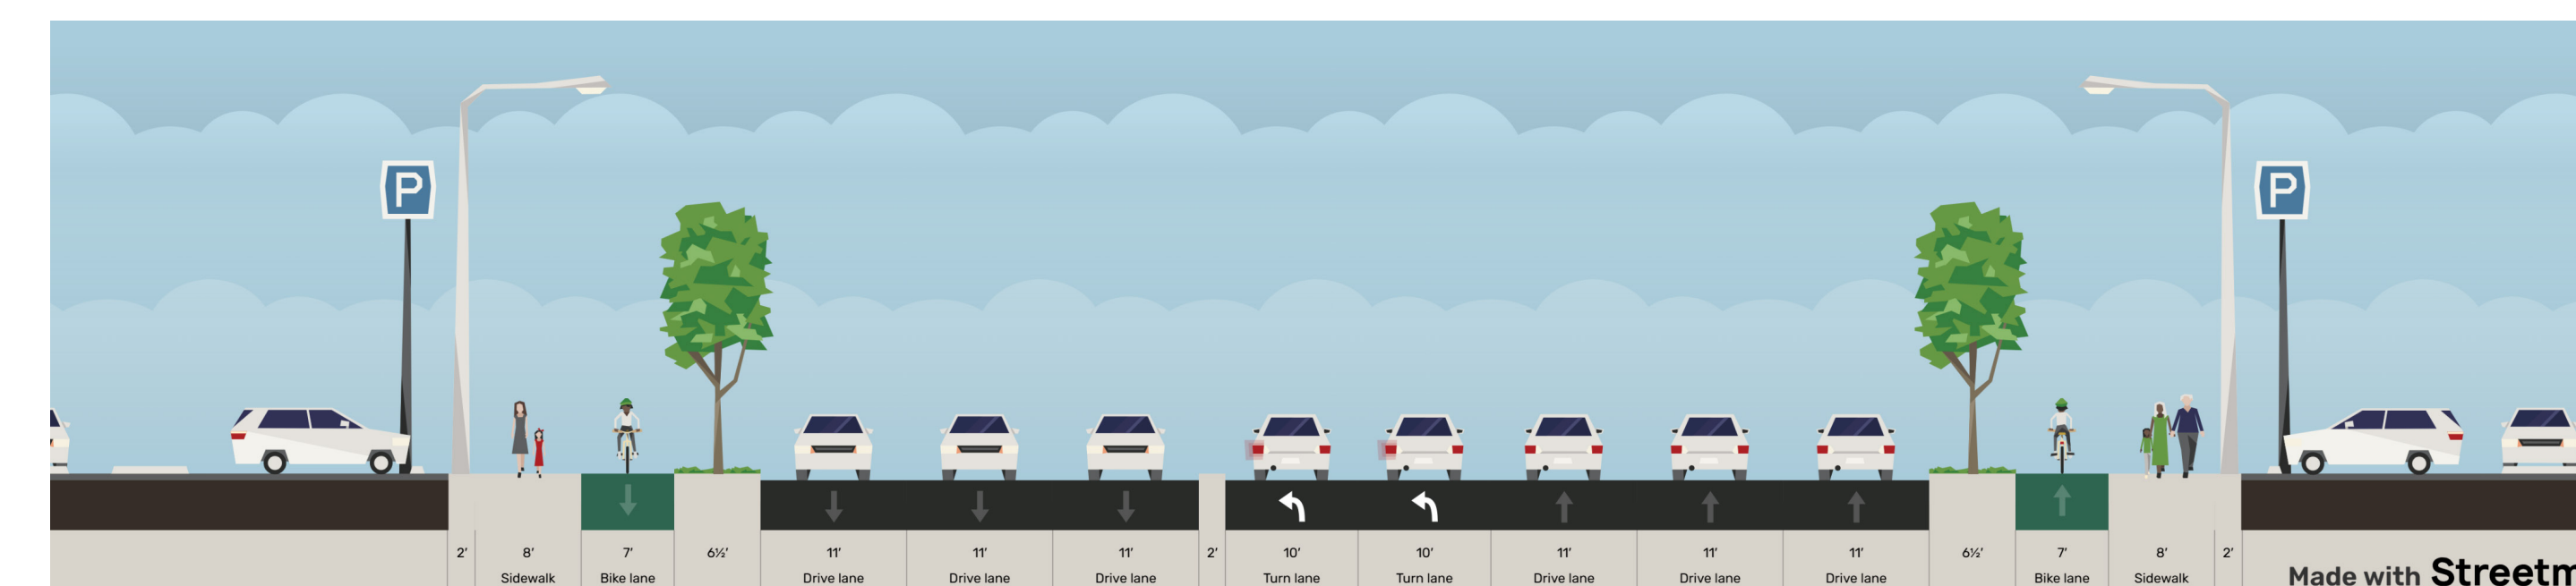 P
P
2' 8' 7' 6½' 11' 11' 11' 2' 10' 10' 11' 11' 11' 6½' 7' 8' 2'
Sidewalk Bike lane Drive lane Drive lane Drive lane Turn lane Turn lane Drive lane Drive lane Drive lane Bike lane Sidewalk
Made with